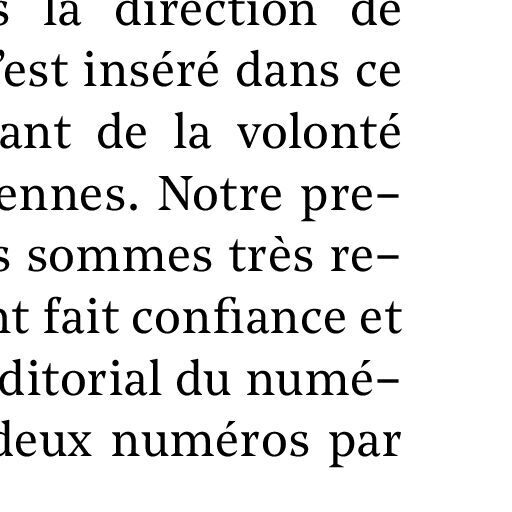 la direction de
’est inséré dans ce
ant de la volonté
ennes. Notre pre-
s sommes très re-
nt fait confiance et
ditorial du numé-
deux numéros par